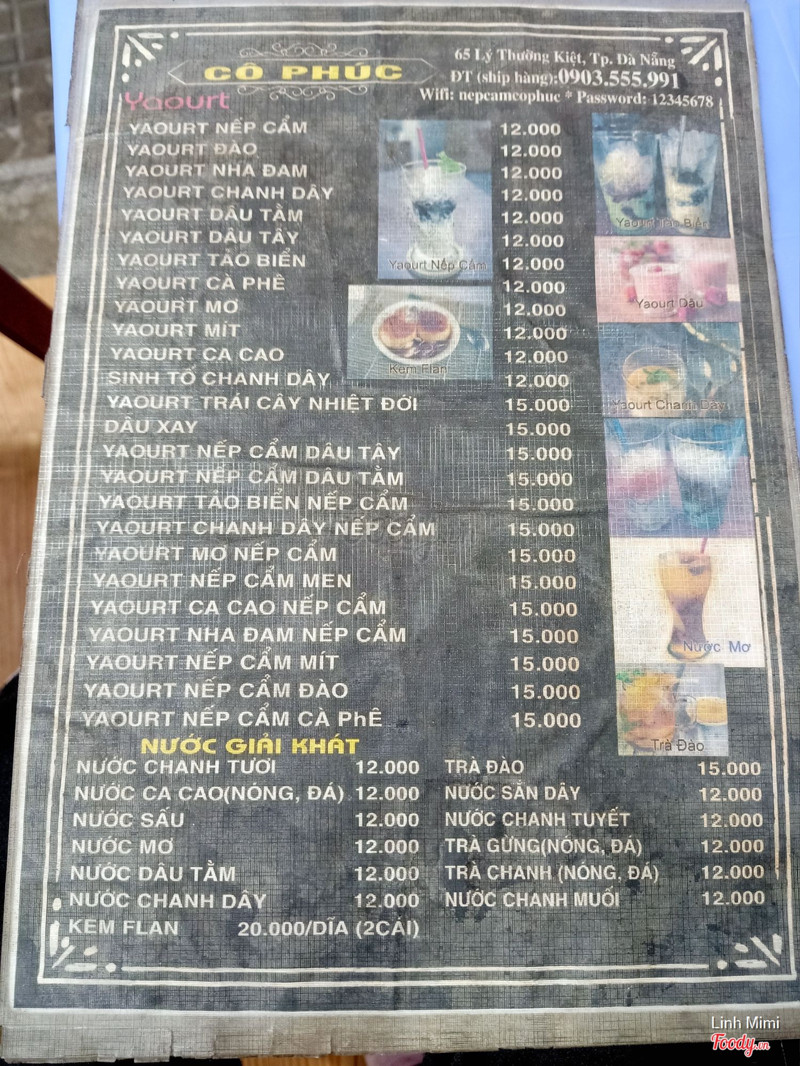 CÔ PHÚC
65 Lý Thường Kiệt, Tp. Đà Nẵng
ĐT (ship hàng):0903.555.991
Wifi: nepcamcophuc * Password: 12345678
Yaourt
YAOURT NẾP CẨM 12.000
YAOURT ĐÀO 12.000
YAOURT NHA ĐAM 12.000
YAOURT CHANH DÂY 12.000
YAOURT DÂU TẰM 12.000
YAOURT DÂU TÂY 12.000
YAOURT TẢO BIỂN 12.000
YAOURT CÀ PHÊ 12.000
YAOURT MƠ 12.000
YAOURT MÍT 12.000
YAOURT CA CAO 12.000
SINH TỐ CHANH DÂY 12.000
YAOURT TRÁI CÂY NHIỆT ĐỚI 15.000
DÂU XAY 15.000
YAOURT NẾP CẨM DÂU TÂY 15.000
YAOURT NẾP CẨM DÂU TẰM 15.000
YAOURT TẢO BIỂN NẾP CẨM 15.000
YAOURT CHANH DÂY NẾP CẨM 15.000
YAOURT MƠ NẾP CẨM 15.000
YAOURT NẾP CẨM MEN 15.000
YAOURT CA CAO NẾP CẨM 15.000
YAOURT NHA ĐAM NẾP CẨM 15.000
YAOURT NẾP CẨM MÍT 15.000
YAOURT NẾP CẨM ĐÀO 15.000
YAOURT NẾP CẨM CÀ PhÊ 15.000
Yaourt Nếp Cẩm
Kem Flan
Yaourt Tảo Biển
Yaourt Dâu
Yaourt Chanh Dây
Nước Mơ
Trà Đào
NƯỚC GIẢI KHÁT
NƯỚC CHANH TƯƠI 12.000
NƯỚC CA CAO(NÓNG, ĐÁ) 12.000
NƯỚC SẤU 12.000
NƯỚC MƠ 12.000
NƯỚC DÂU TẰM 12.000
NƯỚC CHANH DÂY 12.000
KEM FLAN 20.000/DĨA (2CÁI)
TRÀ ĐÀO 15.000
NƯỚC SẮN DÂY 12.000
NƯỚC CHANH TUYẾT 12.000
TRÀ GỪNG(NÓNG, ĐÁ) 12.000
TRÀ CHANH (NÓNG, ĐÁ) 12.000
NƯỚC CHANH MUỐI 12.000
Linh Mimi
Foody.vn